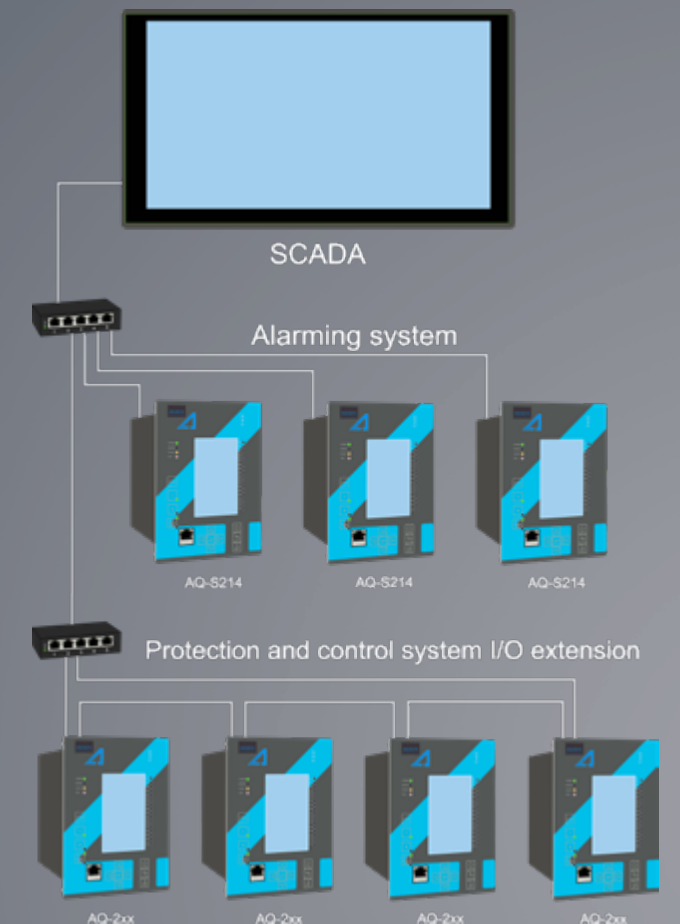 SCADA
Alarming system
AQ-S214 AQ-S214 AQ-S214
Protection and control system I/O extension
AQ-2xx AQ-2xx AQ-2xx AQ-2xx